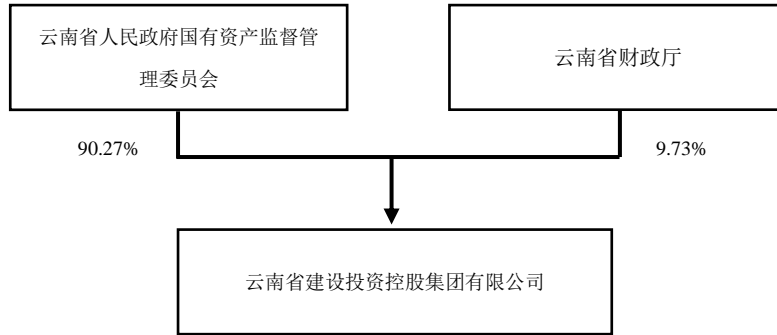 云南省人民政府国有资产监督管
理委员会
云南省财政厅
90.27%
9.73%
云南省建设投资控股集团有限公司